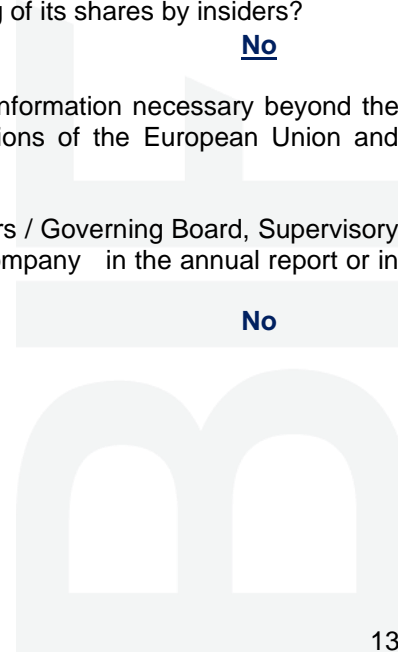 g of its shares by insiders?
No
nformation necessary beyond the
ions of the European Union and
rs / Governing Board, Supervisory
ompany in the annual report or in
No
13